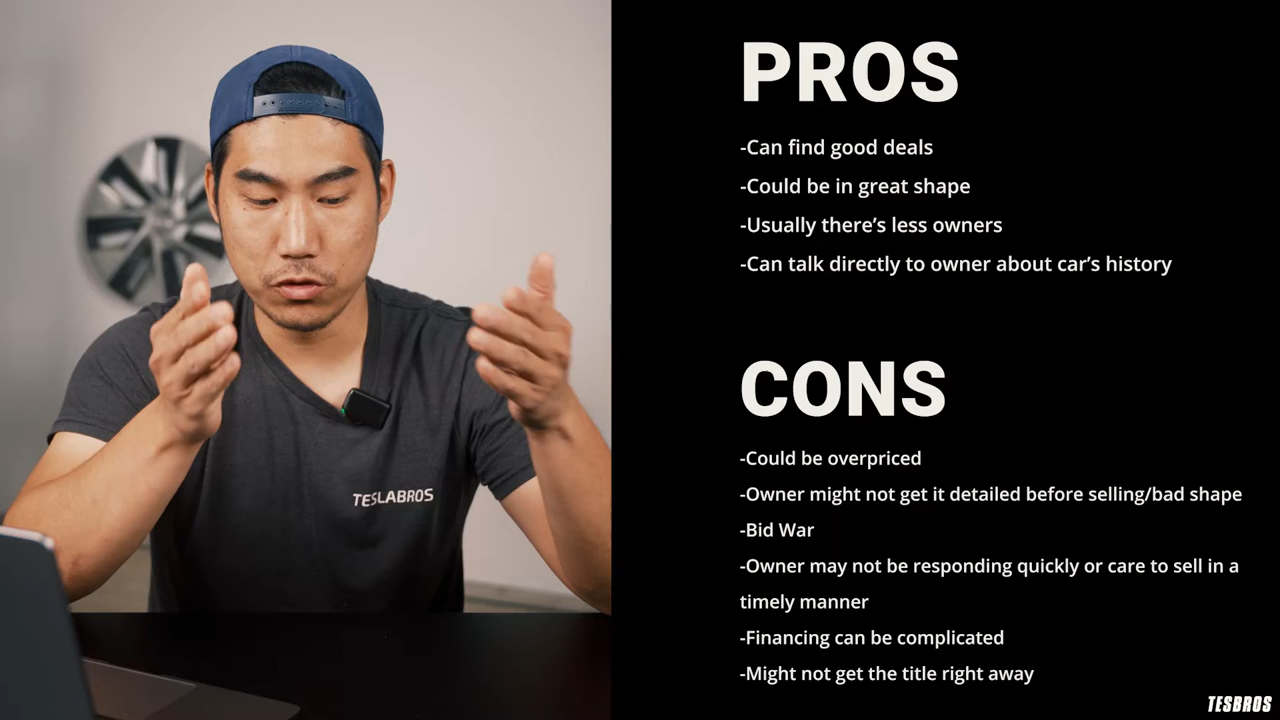 PROS
-Can find good deals
-Could be in great shape
-Usually there's less owners
-Can talk directly to owner about car's history
CONS
-Could be overpriced
-Owner might not get it detailed before selling/bad shape
-Bid War
-Owner may not be responding quickly or care to sell in a
timely manner
-Financing can be complicated
-Might not get the title right away
TESLABROS
TESBROS